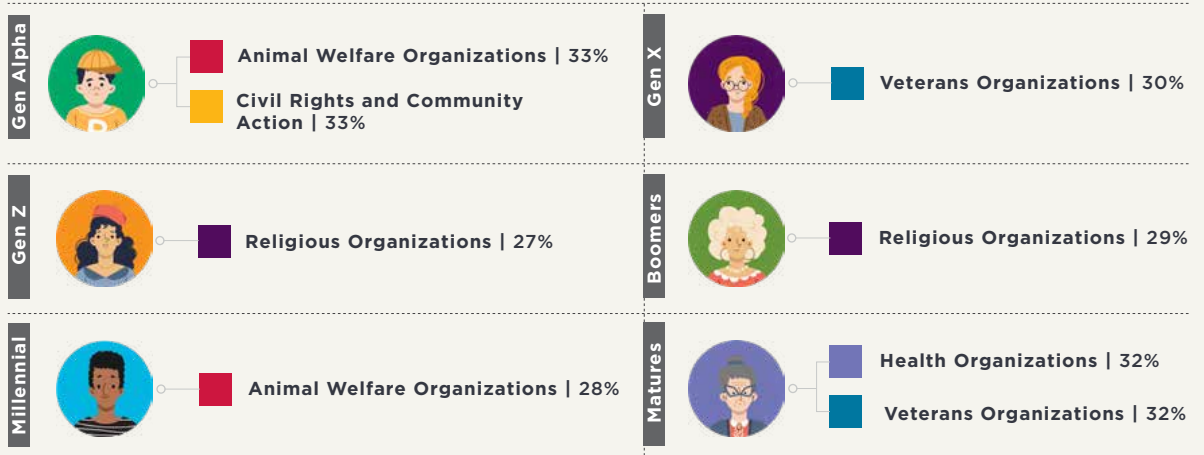 Gen Alpha
Animal Welfare Organizations | 33%
Civil Rights and Community
Action | 33%
Gen X
Veterans Organizations | 30%
Gen Z
Religious Organizations | 27%
Boomers
Religious Organizations | 29%
Millennial
Animal Welfare Organizations | 28%
Matures
Health Organizations | 32%
Veterans Organizations | 32%